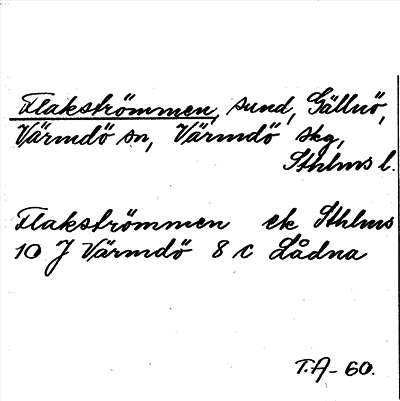 Flakströmmen, sund, Gällnö,
Värmdö sn, Värmdö skg,
Sthlms l.
Flakströmmen ek Sthlms
10 J Värmdö 8 c Lådna
T.A-60.